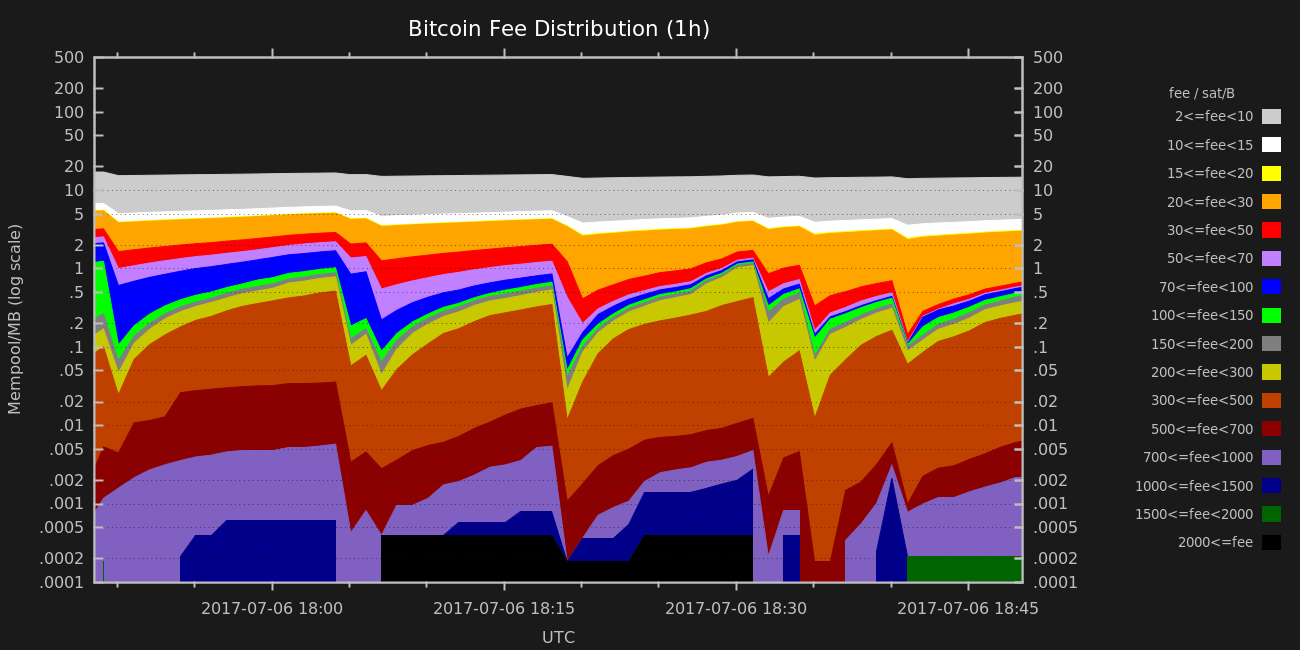 Bitcoin Fee Distribution (1h)
500
200
100
50
20
10
5
2
1
.5
.2
.1
.05
.02
.01
.005
.002
.001
.0005
.0002
.0001
Mempool/MB (log scale)
500
200
100
50
20
10
5
2
1
.5
.2
.1
.05
.02
.01
.005
.002
.001
.0005
.0002
.0001
2017-07-06 18:00
2017-07-06 18:15
2017-07-06 18:30
2017-07-06 18:45
UTC
fee / sat/B
2<=fee<10
10<=fee<15
15<=fee<20
20<=fee<30
30<=fee<50
50<=fee<70
70<=fee<100
100<=fee<150
150<=fee<200
200<=fee<300
300<=fee<500
500<=fee<700
700<=fee<1000
1000<=fee<1500
1500<=fee<2000
2000<=fee